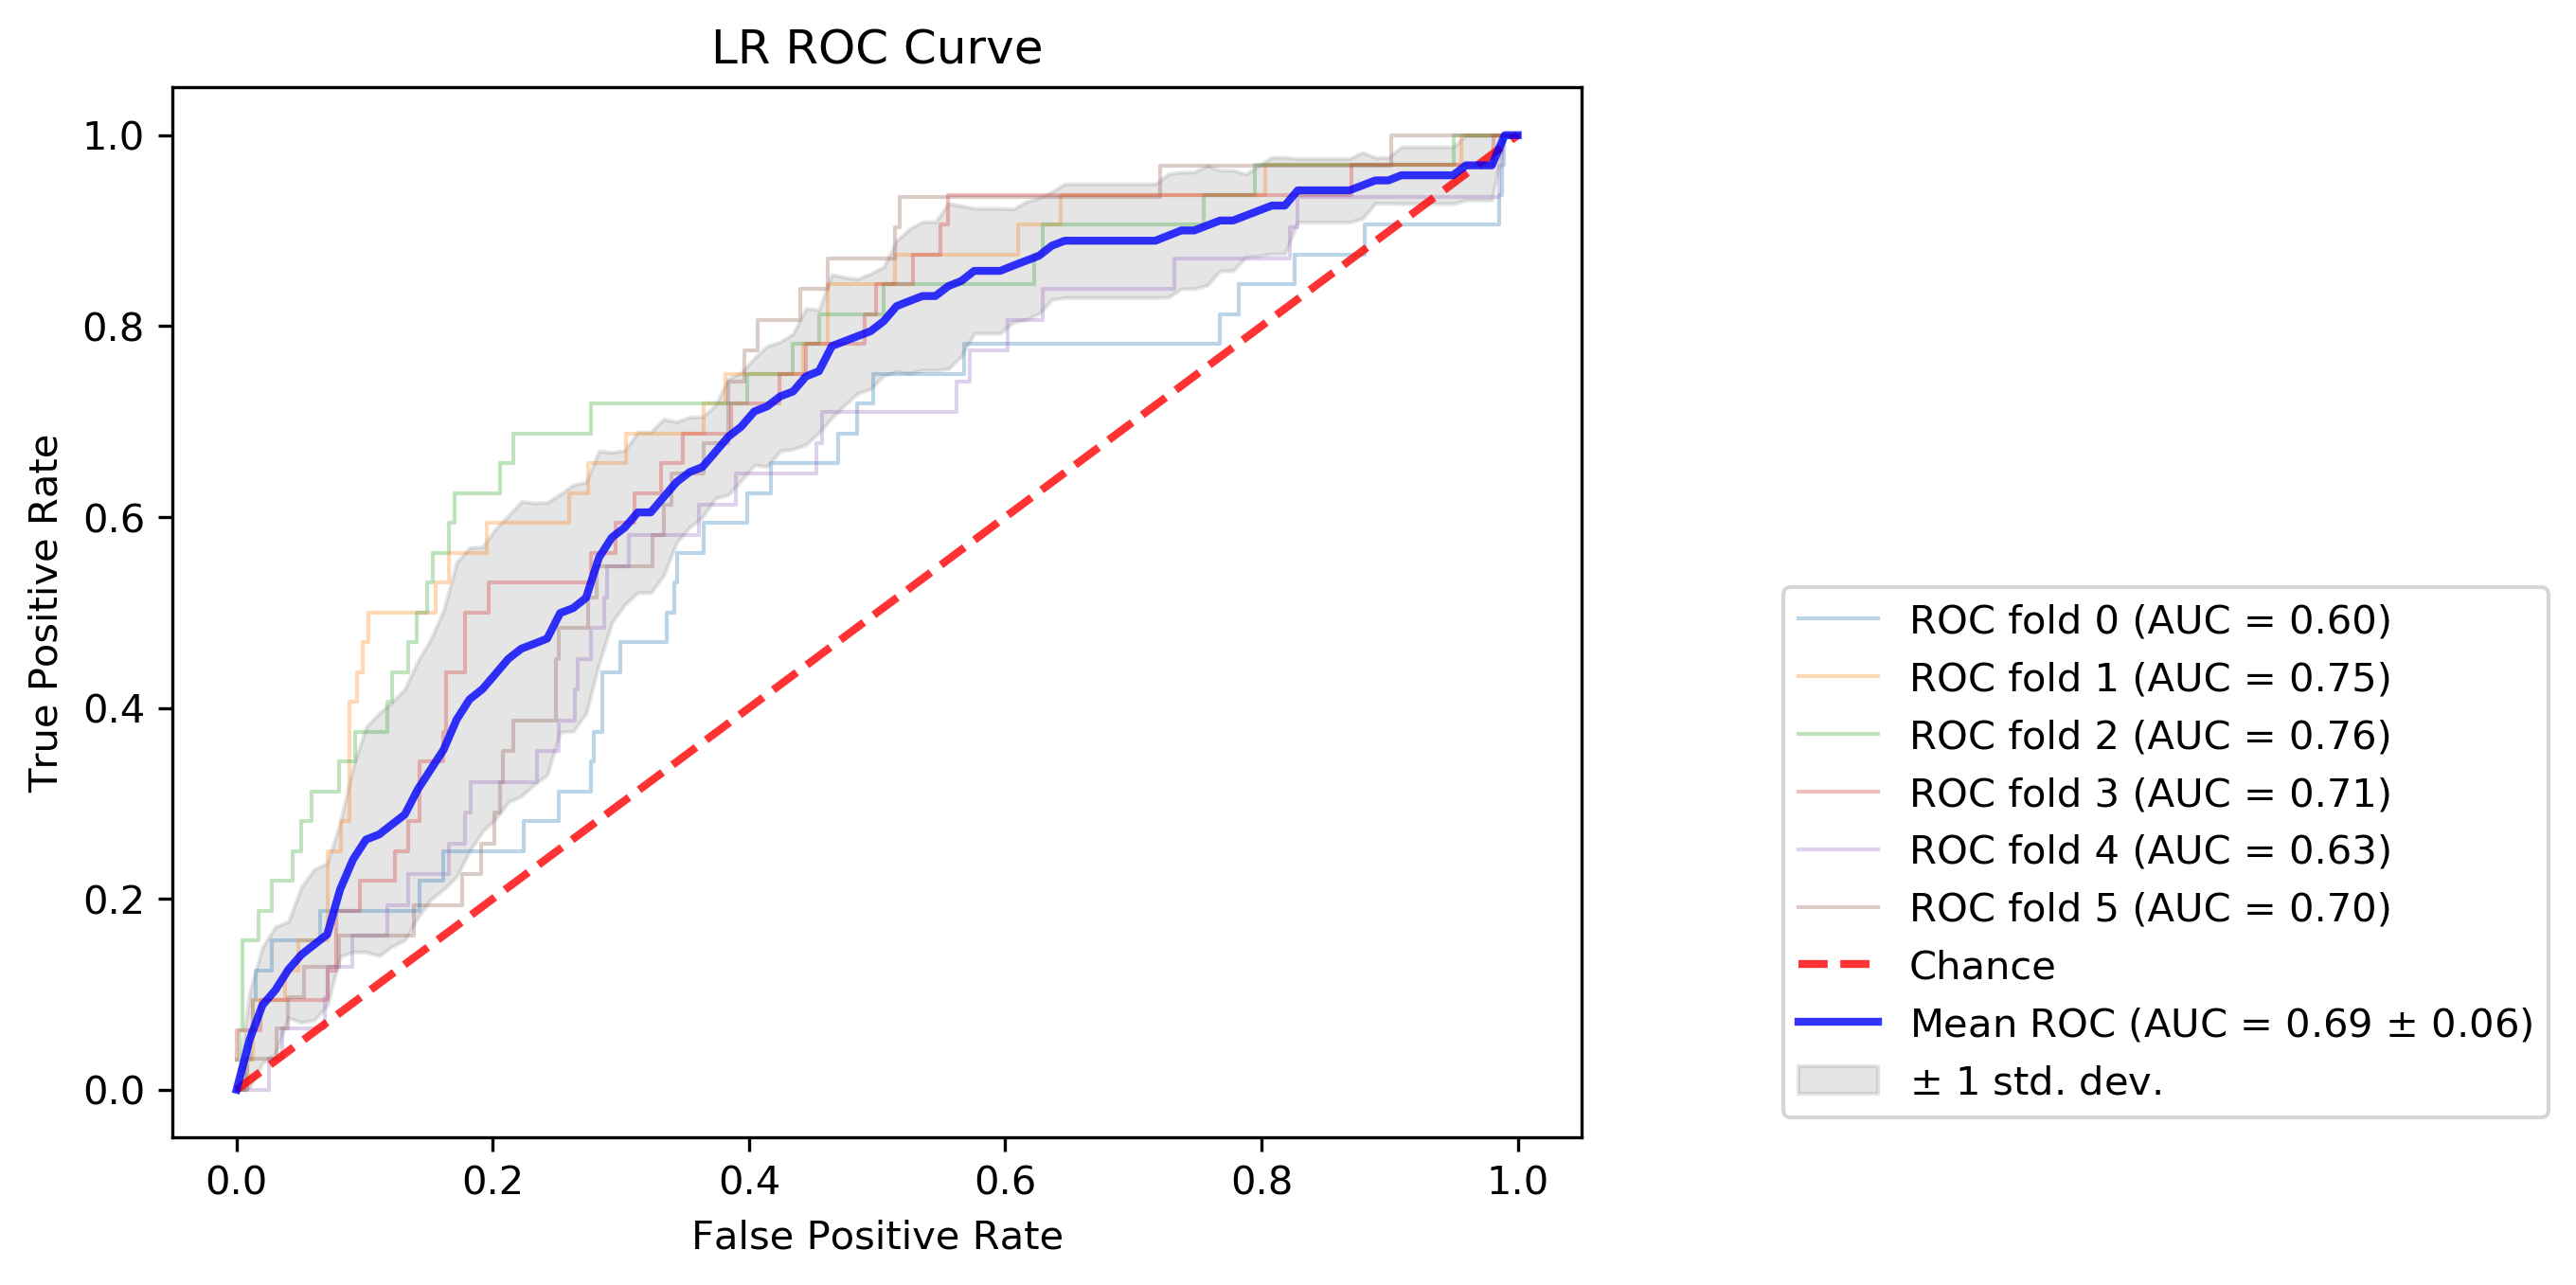 LR ROC Curve
True Positive Rate
1.0
0.8
0.6
0.4
0.2
0.0
0.0 0.2 0.4 0.6 0.8 1.0
False Positive Rate
ROC fold 0 (AUC = 0.60)
ROC fold 1 (AUC = 0.75)
ROC fold 2 (AUC = 0.76)
ROC fold 3 (AUC = 0.71)
ROC fold 4 (AUC = 0.63)
ROC fold 5 (AUC = 0.70)
Chance
Mean ROC (AUC = 0.69 ± 0.06)
± 1 std. dev.